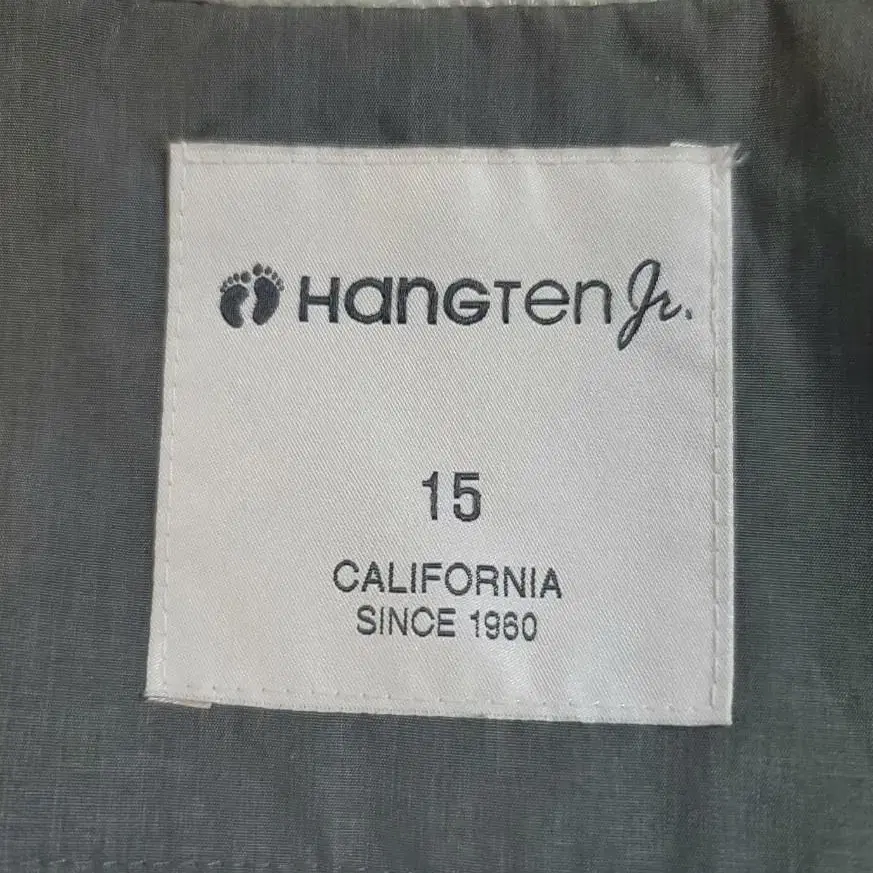 HANGTEN Jr.
15
CALIFORNIA
SINCE 1960